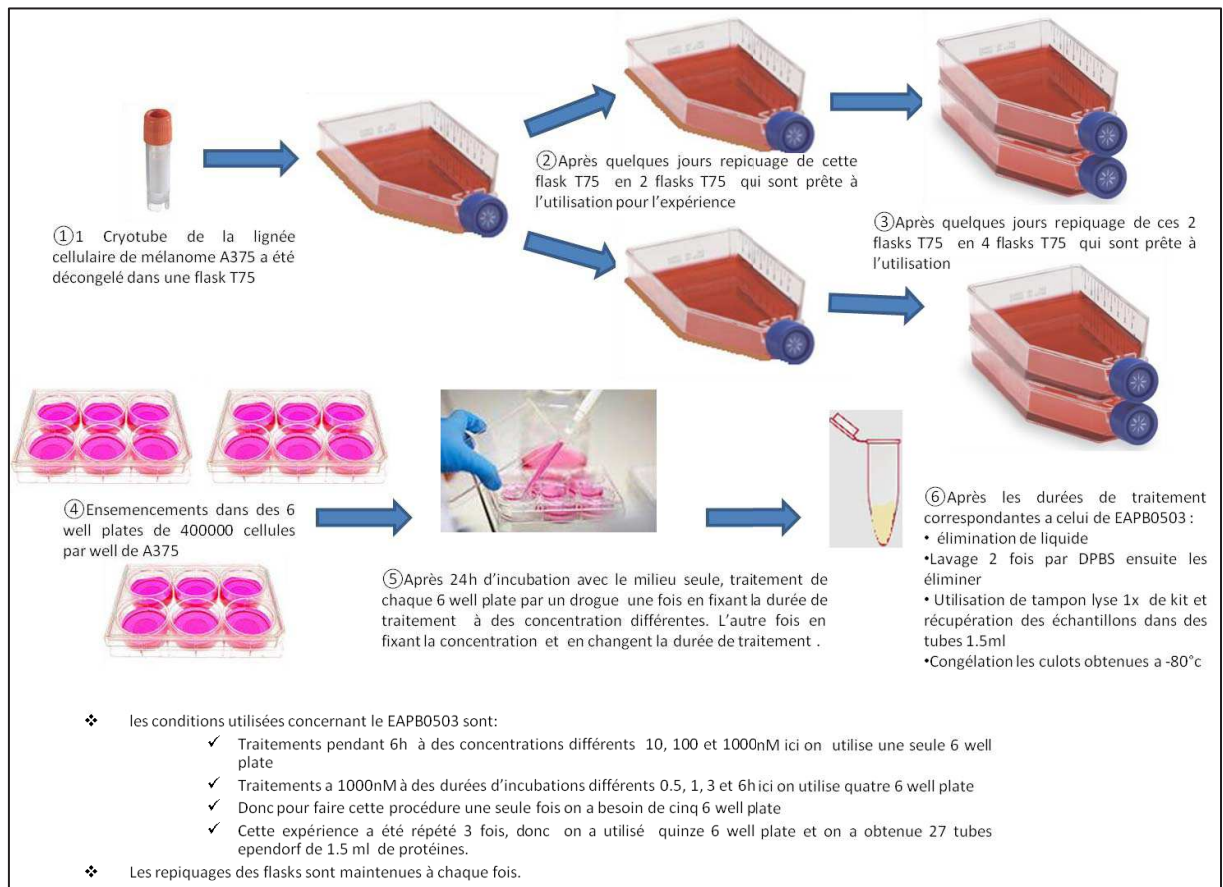 ①1 Cryotube de la lignée
cellulaire de mélanome A375 a été
décongelé dans une flask T75
②Après quelques jours repiquage de cette
flask T75 en 2 flasks T75 qui sont prête à
l'utilisation pour l'expérience
③Après quelques jours repiquage de ces 2
flasks T75 en 4 flasks T75 qui sont prête à
l'utilisation
④Ensemencements dans des 6
well plates de 400000 cellules
par well de A375
⑤Après 24h d'incubation avec le milieu seule, traitement de
chaque 6 well plate par un drogue une fois en fixant la durée de
traitement à des concentration différentes. L'autre fois en
fixant la concentration et en changent la durée de traitement .
⑥Après les durées de traitement
correspondantes a celui de EAPB0503 :
• élimination de liquide
•Lavage 2 fois par DPBS ensuite les
éliminer
• Utilisation de tampon lyse 1x de kit et
récupération des échantillons dans des
tubes 1.5ml
•Congélation les culots obtenues a -80°c
❖ les conditions utilisées concernant le EAPB0503 sont:
✓ Traitements pendant 6h à des concentrations différents 10, 100 et 1000nM ici on utilise une seule 6 well
plate
✓ Traitements a 1000nM à des durées d'incubations différents 0.5, 1, 3 et 6h ici on utilise quatre 6 well plate
✓ Donc pour faire cette procédure une seule fois on a besoin de cinq 6 well plate
✓ Cette expérience a été répété 3 fois, donc on a utilisé quinze 6 well plate et on a obtenue 27 tubes
ependorf de 1.5 ml de protéines.
❖ Les repiquages des flasks sont maintenues à chaque fois.